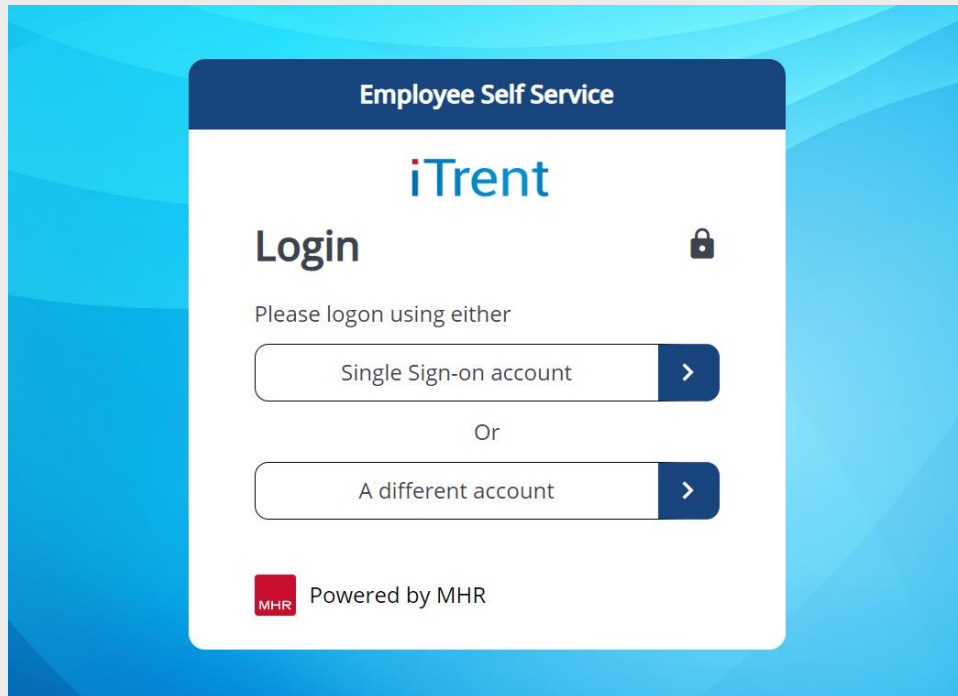 Employee Self Service
iTrent
Login
Please logon using either
Single Sign-on account
Or
A different account
MHR Powered by MHR